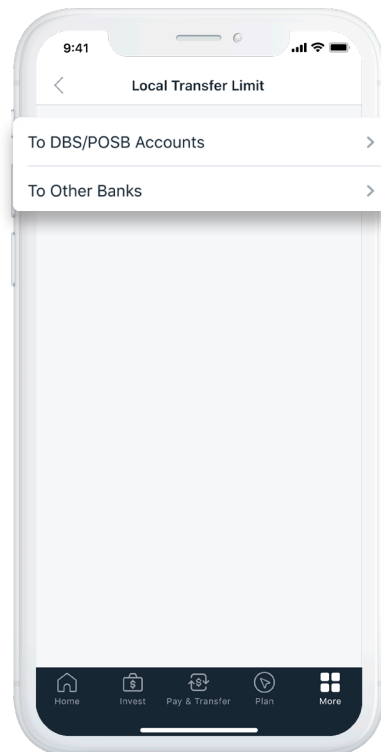 9:41
Local Transfer Limit
To DBS/POSB Accounts
To Other Banks
Home Invest Pay & Transfer Plan More